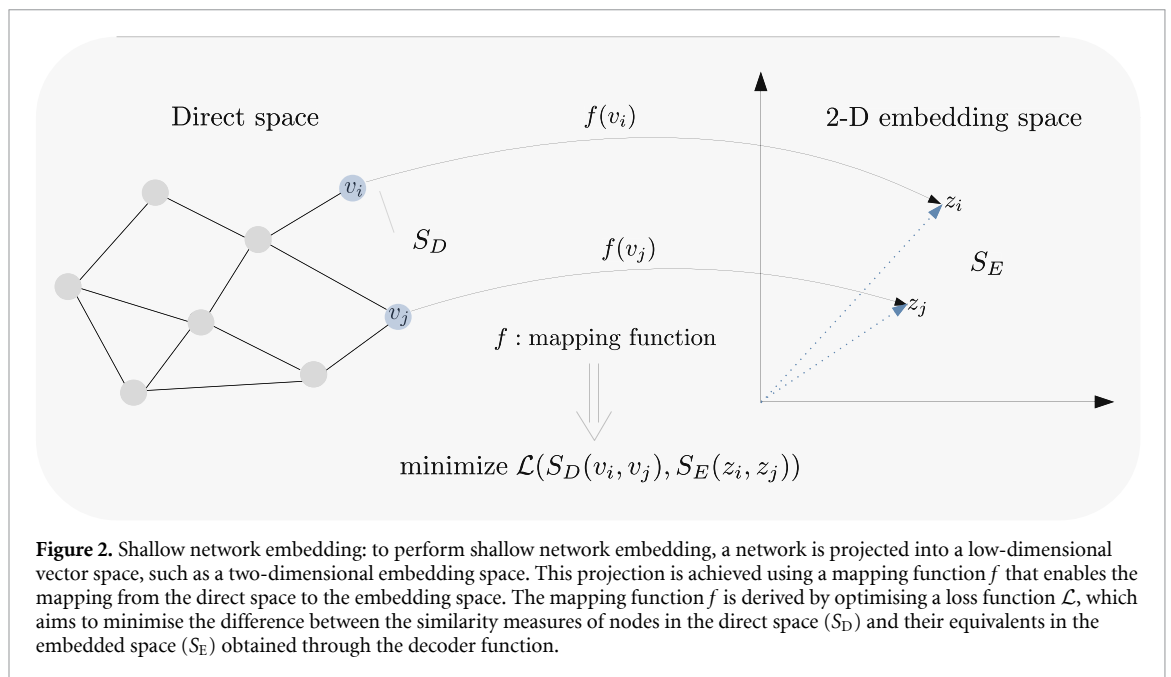 Direct space
f(v_i)
2-D embedding space
v_i
z_i
S_D
f(v_j)
S_E
v_j
z_j
f : mapping function
minimize ℒ(S_D(v_i, v_j), S_E(z_i, z_j))
Figure 2. Shallow network embedding: to perform shallow network embedding, a network is projected into a low-dimensional
vector space, such as a two-dimensional embedding space. This projection is achieved using a mapping function f that enables the
mapping from the direct space to the embedding space. The mapping function f is derived by optimising a loss function ℒ, which
aims to minimise the difference between the similarity measures of nodes in the direct space (S_D) and their equivalents in the
embedded space (S_E) obtained through the decoder function.